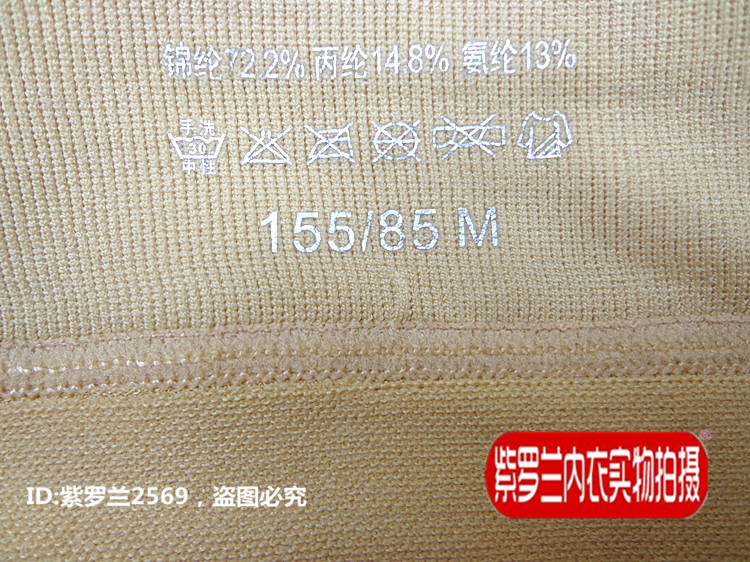 锦纶72.2% 丙纶14.8% 氨纶13%
手洗
30
中性
155/85 M
紫罗兰内衣实物拍摄
ID:紫罗兰2569，盗图必究